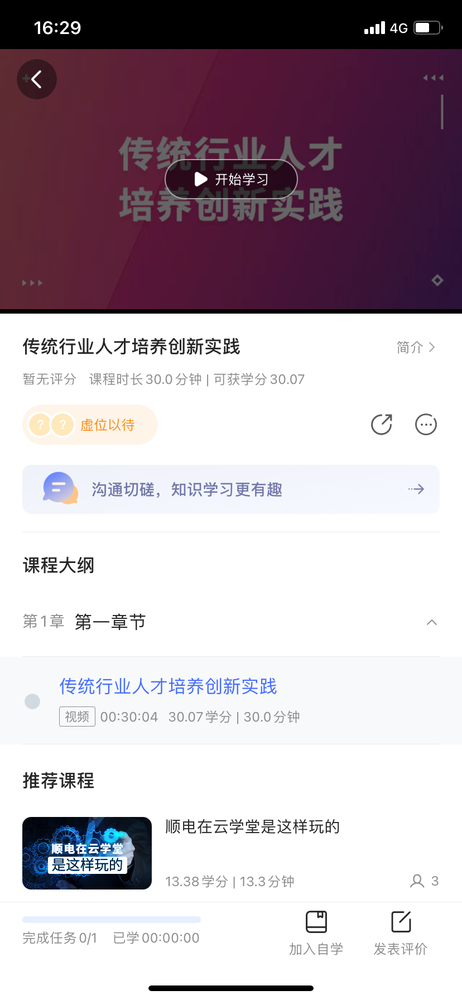 16:29
4G
传统行业人才
开始学习
培养创新实践
传统行业人才培养创新实践
简介
暂无评分 课程时长30.0分钟 | 可获学分30.07
? ? 虚位以待
沟通切磋，知识学习更有趣
课程大纲
第1章 第一章节
传统行业人才培养创新实践
视频 00:30:04 30.07学分 | 30.0分钟
推荐课程
顺电在云学堂是这样玩的
顺电在云学堂
是这样玩的
13.38学分 | 13.3分钟
3
完成任务0/1 已学00:00:00
加入自学
发表评价